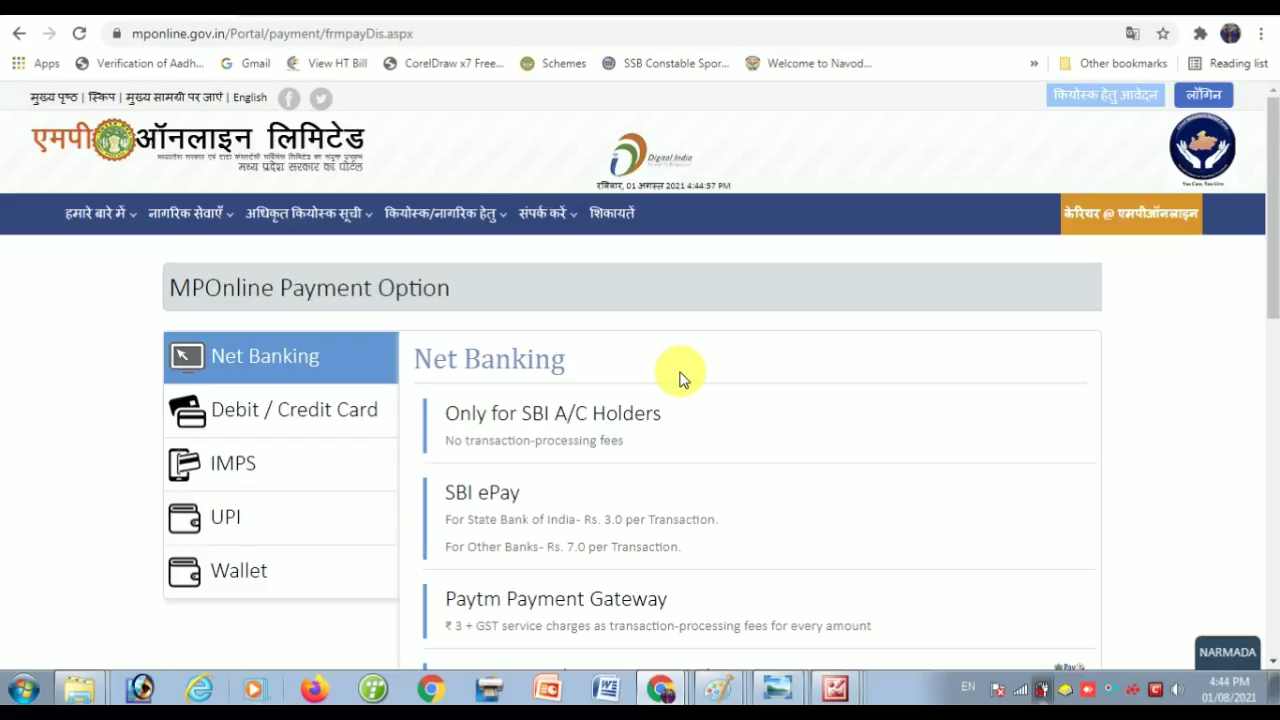 mponline.gov.in/Portal/payment/frmpayDis.aspx
Apps Verification of Aadh... Gmail View HT Bill CorelDraw x7 Free... Schemes SSB Constable Spor... Welcome to Navod... » Other bookmarks Reading list
मुख्य पृष्ठ | स्किप | मुख्य सामग्री पर जाएं | English कियोस्क हेतु आवेदन लॉगिन
एमपी ऑनलाइन लिमिटेड
मध्य प्रदेश सरकार का पोर्टल
Digital India
रविवार, 01 अगस्त 2021 4:44:57 PM
You Care, You Give
हमारे बारे में नागरिक सेवाएँ अधिकृत कियोस्क सूची कियोस्क/नागरिक हेतु संपर्क करें शिकायतें केरियर @ एमपीऑनलाइन
MPOnline Payment Option
Net Banking
Debit / Credit Card
IMPS
UPI
Wallet
Net Banking
Only for SBI A/C Holders
No transaction-processing fees
SBI ePay
For State Bank of India- Rs. 3.0 per Transaction.
For Other Banks- Rs. 7.0 per Transaction.
Paytm Payment Gateway
₹ 3 + GST service charges as transaction-processing fees for every amount
NARMADA
EN 4:44 PM
01/08/2021